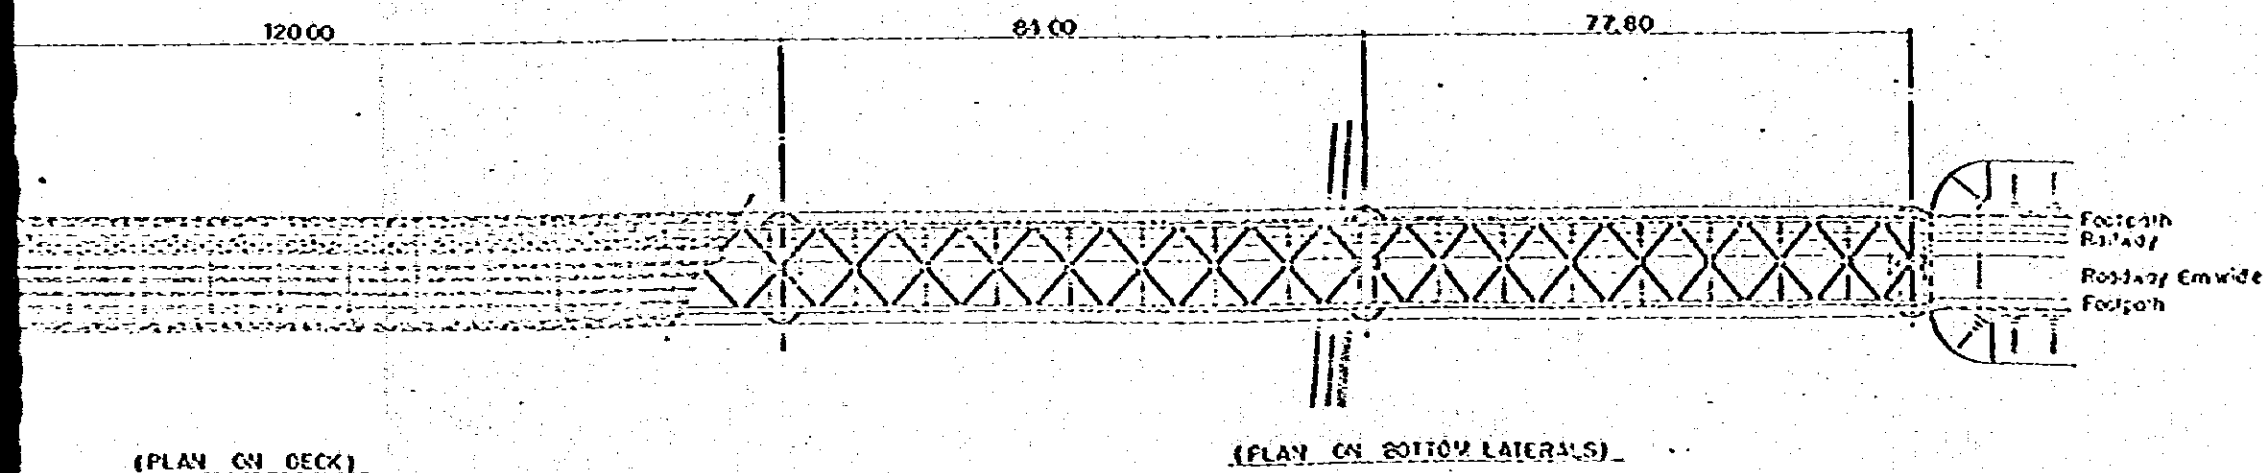 120 00
84 00
77.80
Footpath
Railway
Roadway 6m wide
Footpath
(PLAN ON DECK)
(PLAN ON BOTTOM LATERALS)